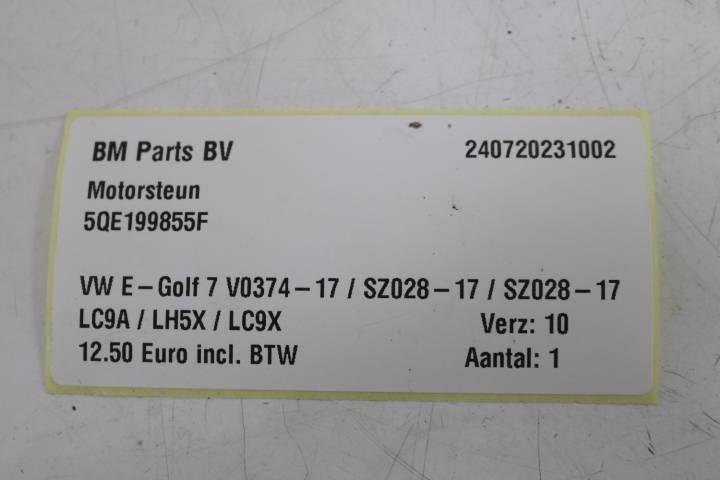 BM Parts BV 240720231002
Motorsteun
5QE199855F
VW E-Golf 7 V0374-17 / SZ028-17 / SZ028-17
LC9A / LH5X / LC9X Verz: 10
12.50 Euro incl. BTW Aantal: 1